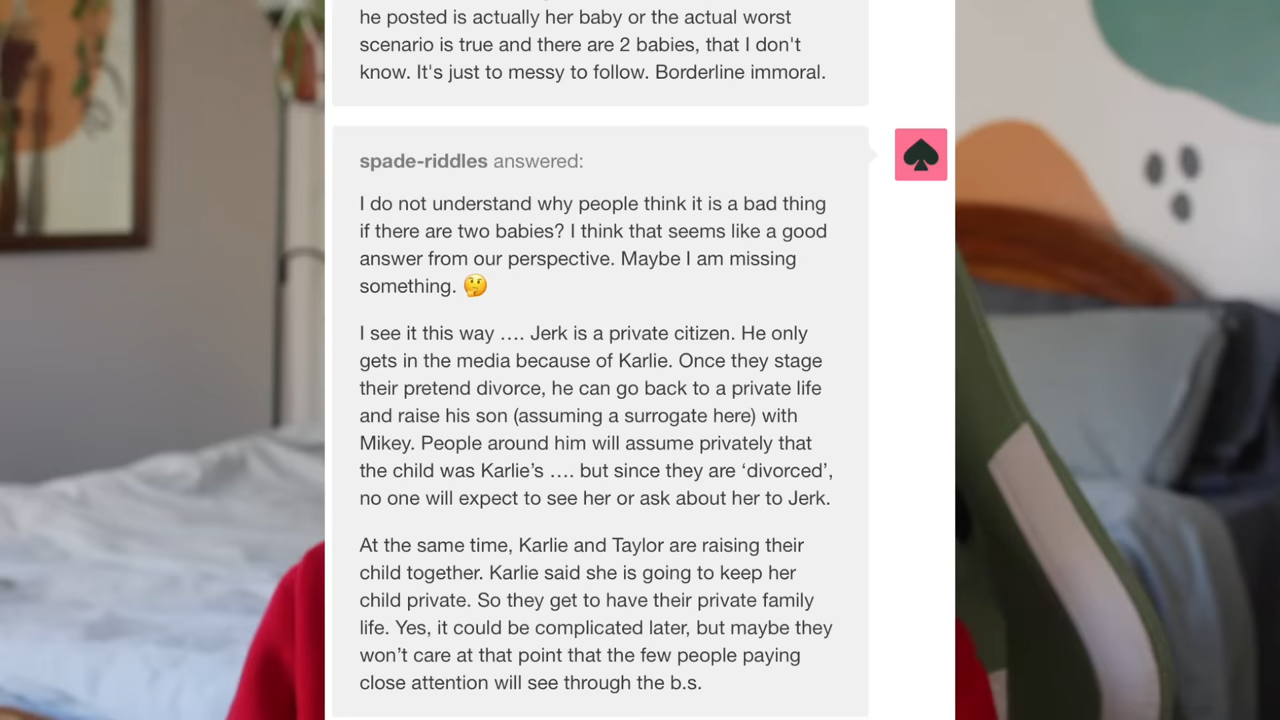 he posted is actually her baby or the actual worst
scenario is true and there are 2 babies, that I don't
know. It's just to messy to follow. Borderline immoral.
spade-riddles answered:
I do not understand why people think it is a bad thing
if there are two babies? I think that seems like a good
answer from our perspective. Maybe I am missing
something. 🤔
I see it this way …. Jerk is a private citizen. He only
gets in the media because of Karlie. Once they stage
their pretend divorce, he can go back to a private life
and raise his son (assuming a surrogate here) with
Mikey. People around him will assume privately that
the child was Karlie's …. but since they are ‘divorced’,
no one will expect to see her or ask about her to Jerk.
At the same time, Karlie and Taylor are raising their
child together. Karlie said she is going to keep her
child private. So they get to have their private family
life. Yes, it could be complicated later, but maybe they
won’t care at that point that the few people paying
close attention will see through the b.s.